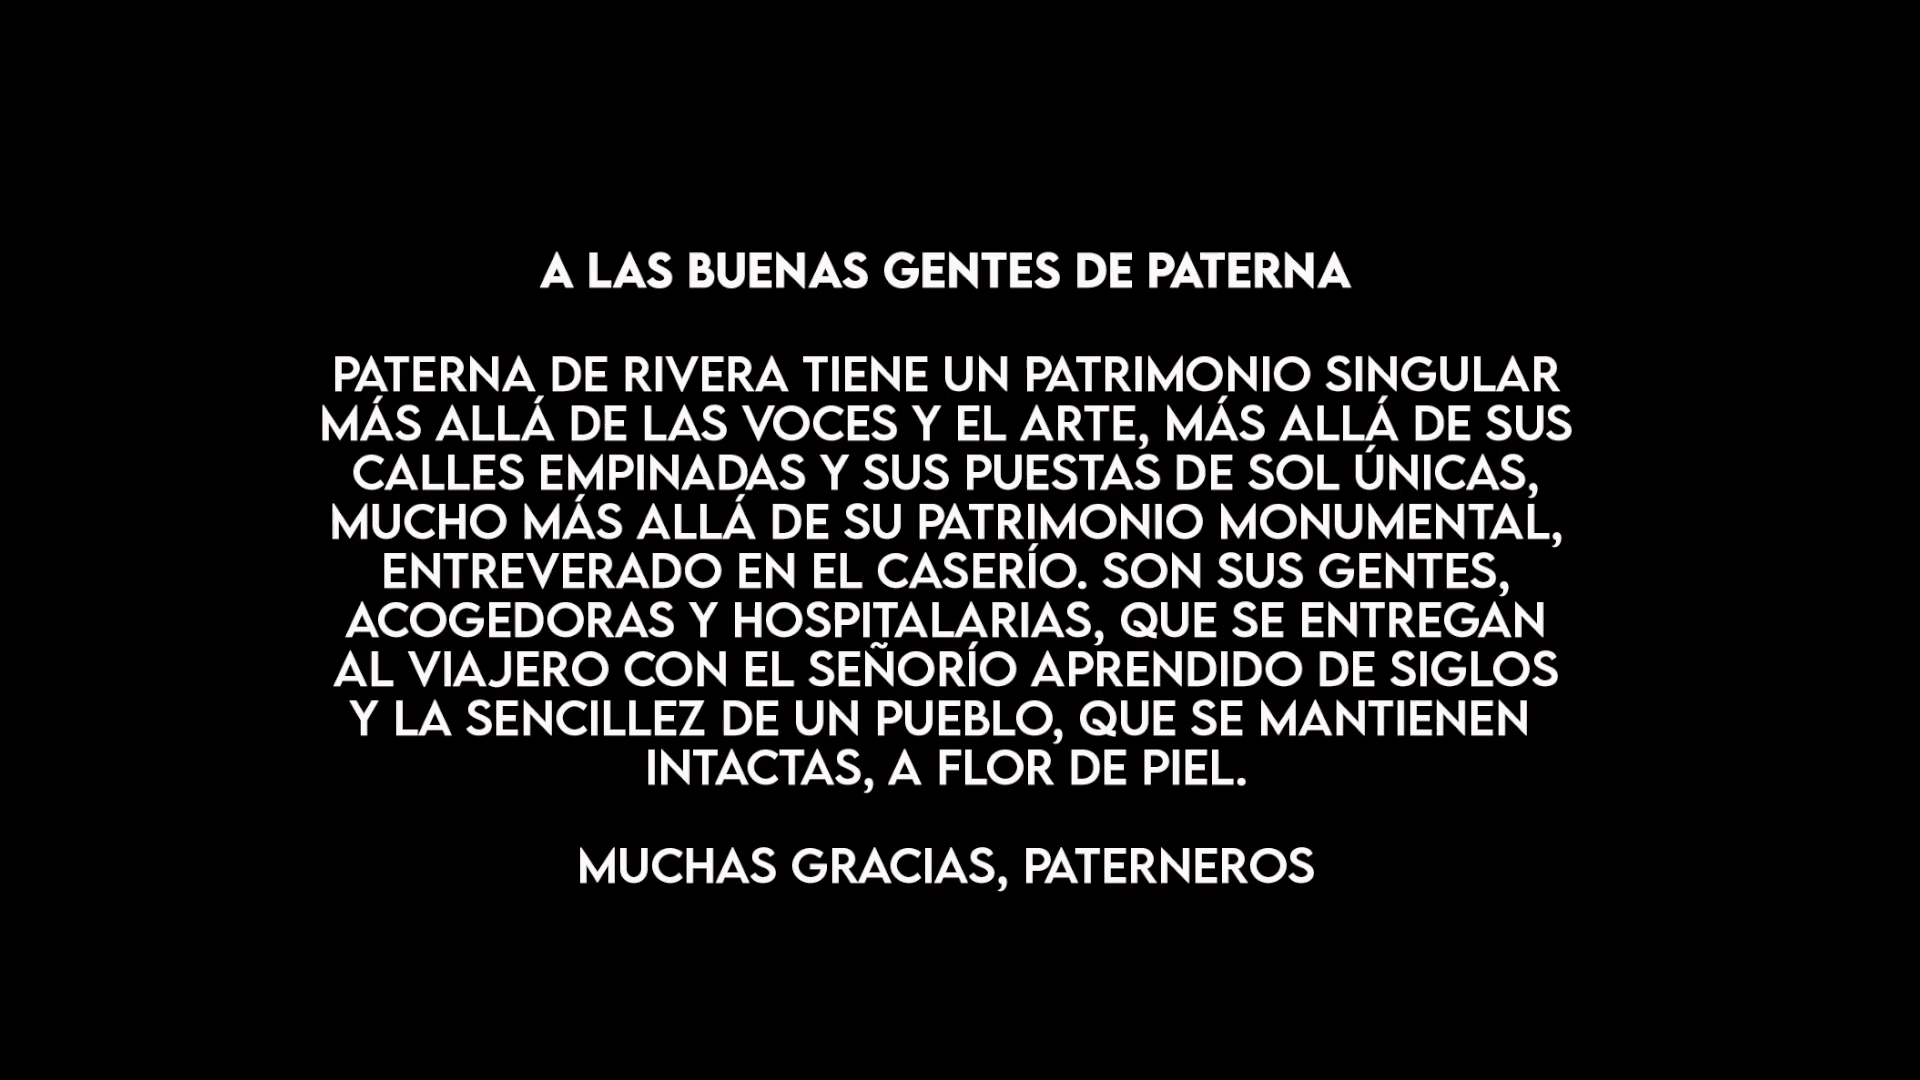 A LAS BUENAS GENTES DE PATERNA
PATERNA DE RIVERA TIENE UN PATRIMONIO SINGULAR
MÁS ALLÁ DE LAS VOCES Y EL ARTE, MÁS ALLÁ DE SUS
CALLES EMPINADAS Y SUS PUESTAS DE SOL ÚNICAS,
MUCHO MÁS ALLÁ DE SU PATRIMONIO MONUMENTAL,
ENTREVERADO EN EL CASERÍO. SON SUS GENTES,
ACOGEDORAS Y HOSPITALARIAS, QUE SE ENTREGAN
AL VIAJERO CON EL SEÑORÍO APRENDIDO DE SIGLOS
Y LA SENCILLEZ DE UN PUEBLO, QUE SE MANTIENEN
INTACTAS, A FLOR DE PIEL.
MUCHAS GRACIAS, PATERNEROS